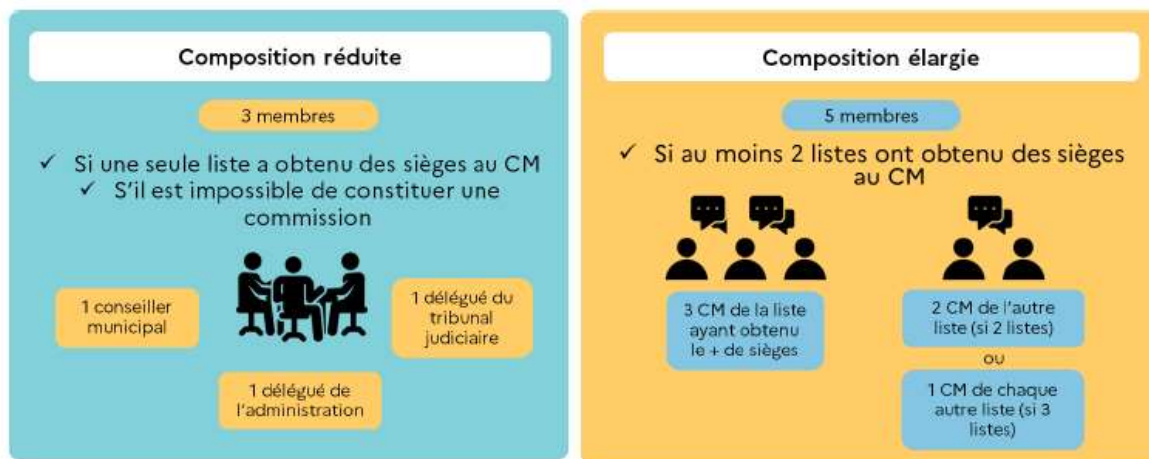 Composition réduite
3 membres
✓ Si une seule liste a obtenu des sièges au CM
✓ S'il est impossible de constituer une
commission
1 conseiller
municipal
1 délégué du
tribunal
judiciaire
1 délégué de
l'administration
Composition élargie
5 membres
✓ Si au moins 2 listes ont obtenu des sièges
au CM
3 CM de la liste
ayant obtenu
le + de sièges
2 CM de l'autre
liste (si 2 listes)
ou
1 CM de chaque
autre liste (si 3
listes)